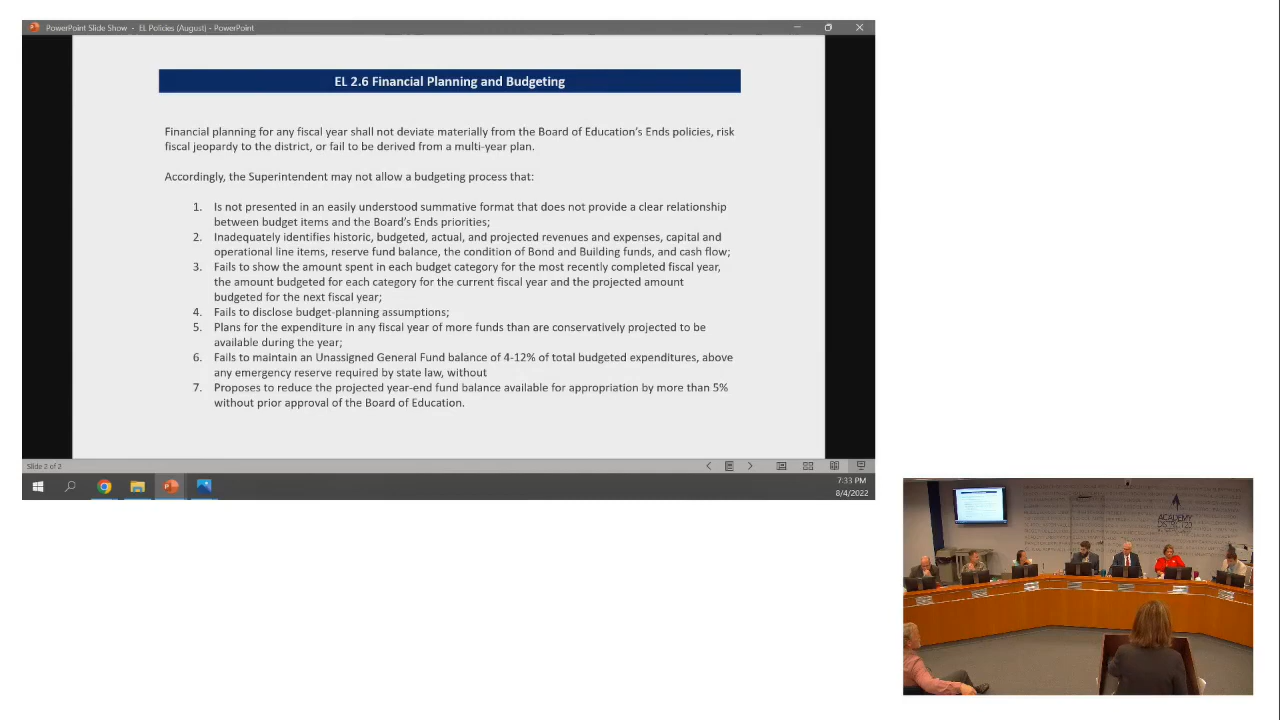 PowerPoint Slide Show - EL Policies (August) - PowerPoint
EL 2.6 Financial Planning and Budgeting
Financial planning for any fiscal year shall not deviate materially from the Board of Education's Ends policies, risk
fiscal jeopardy to the district, or fail to be derived from a multi-year plan.
Accordingly, the Superintendent may not allow a budgeting process that:
1. Is not presented in an easily understood summative format that does not provide a clear relationship
between budget items and the Board's Ends priorities;
2. Inadequately identifies historic, budgeted, actual, and projected revenues and expenses, capital and
operational line items, reserve fund balance, the condition of Bond and Building funds, and cash flow;
3. Fails to show the amount spent in each budget category for the most recently completed fiscal year,
the amount budgeted for each category for the current fiscal year and the projected amount
budgeted for the next fiscal year;
4. Fails to disclose budget-planning assumptions;
5. Plans for the expenditure in any fiscal year of more funds than are conservatively projected to be
available during the year;
6. Fails to maintain an Unassigned General Fund balance of 4-12% of total budgeted expenditures, above
any emergency reserve required by state law, without
7. Proposes to reduce the projected year-end fund balance available for appropriation by more than 5%
without prior approval of the Board of Education.
Slide 2 of 2
7:33 PM
8/4/2022
ACADEMY
DISTRICT20